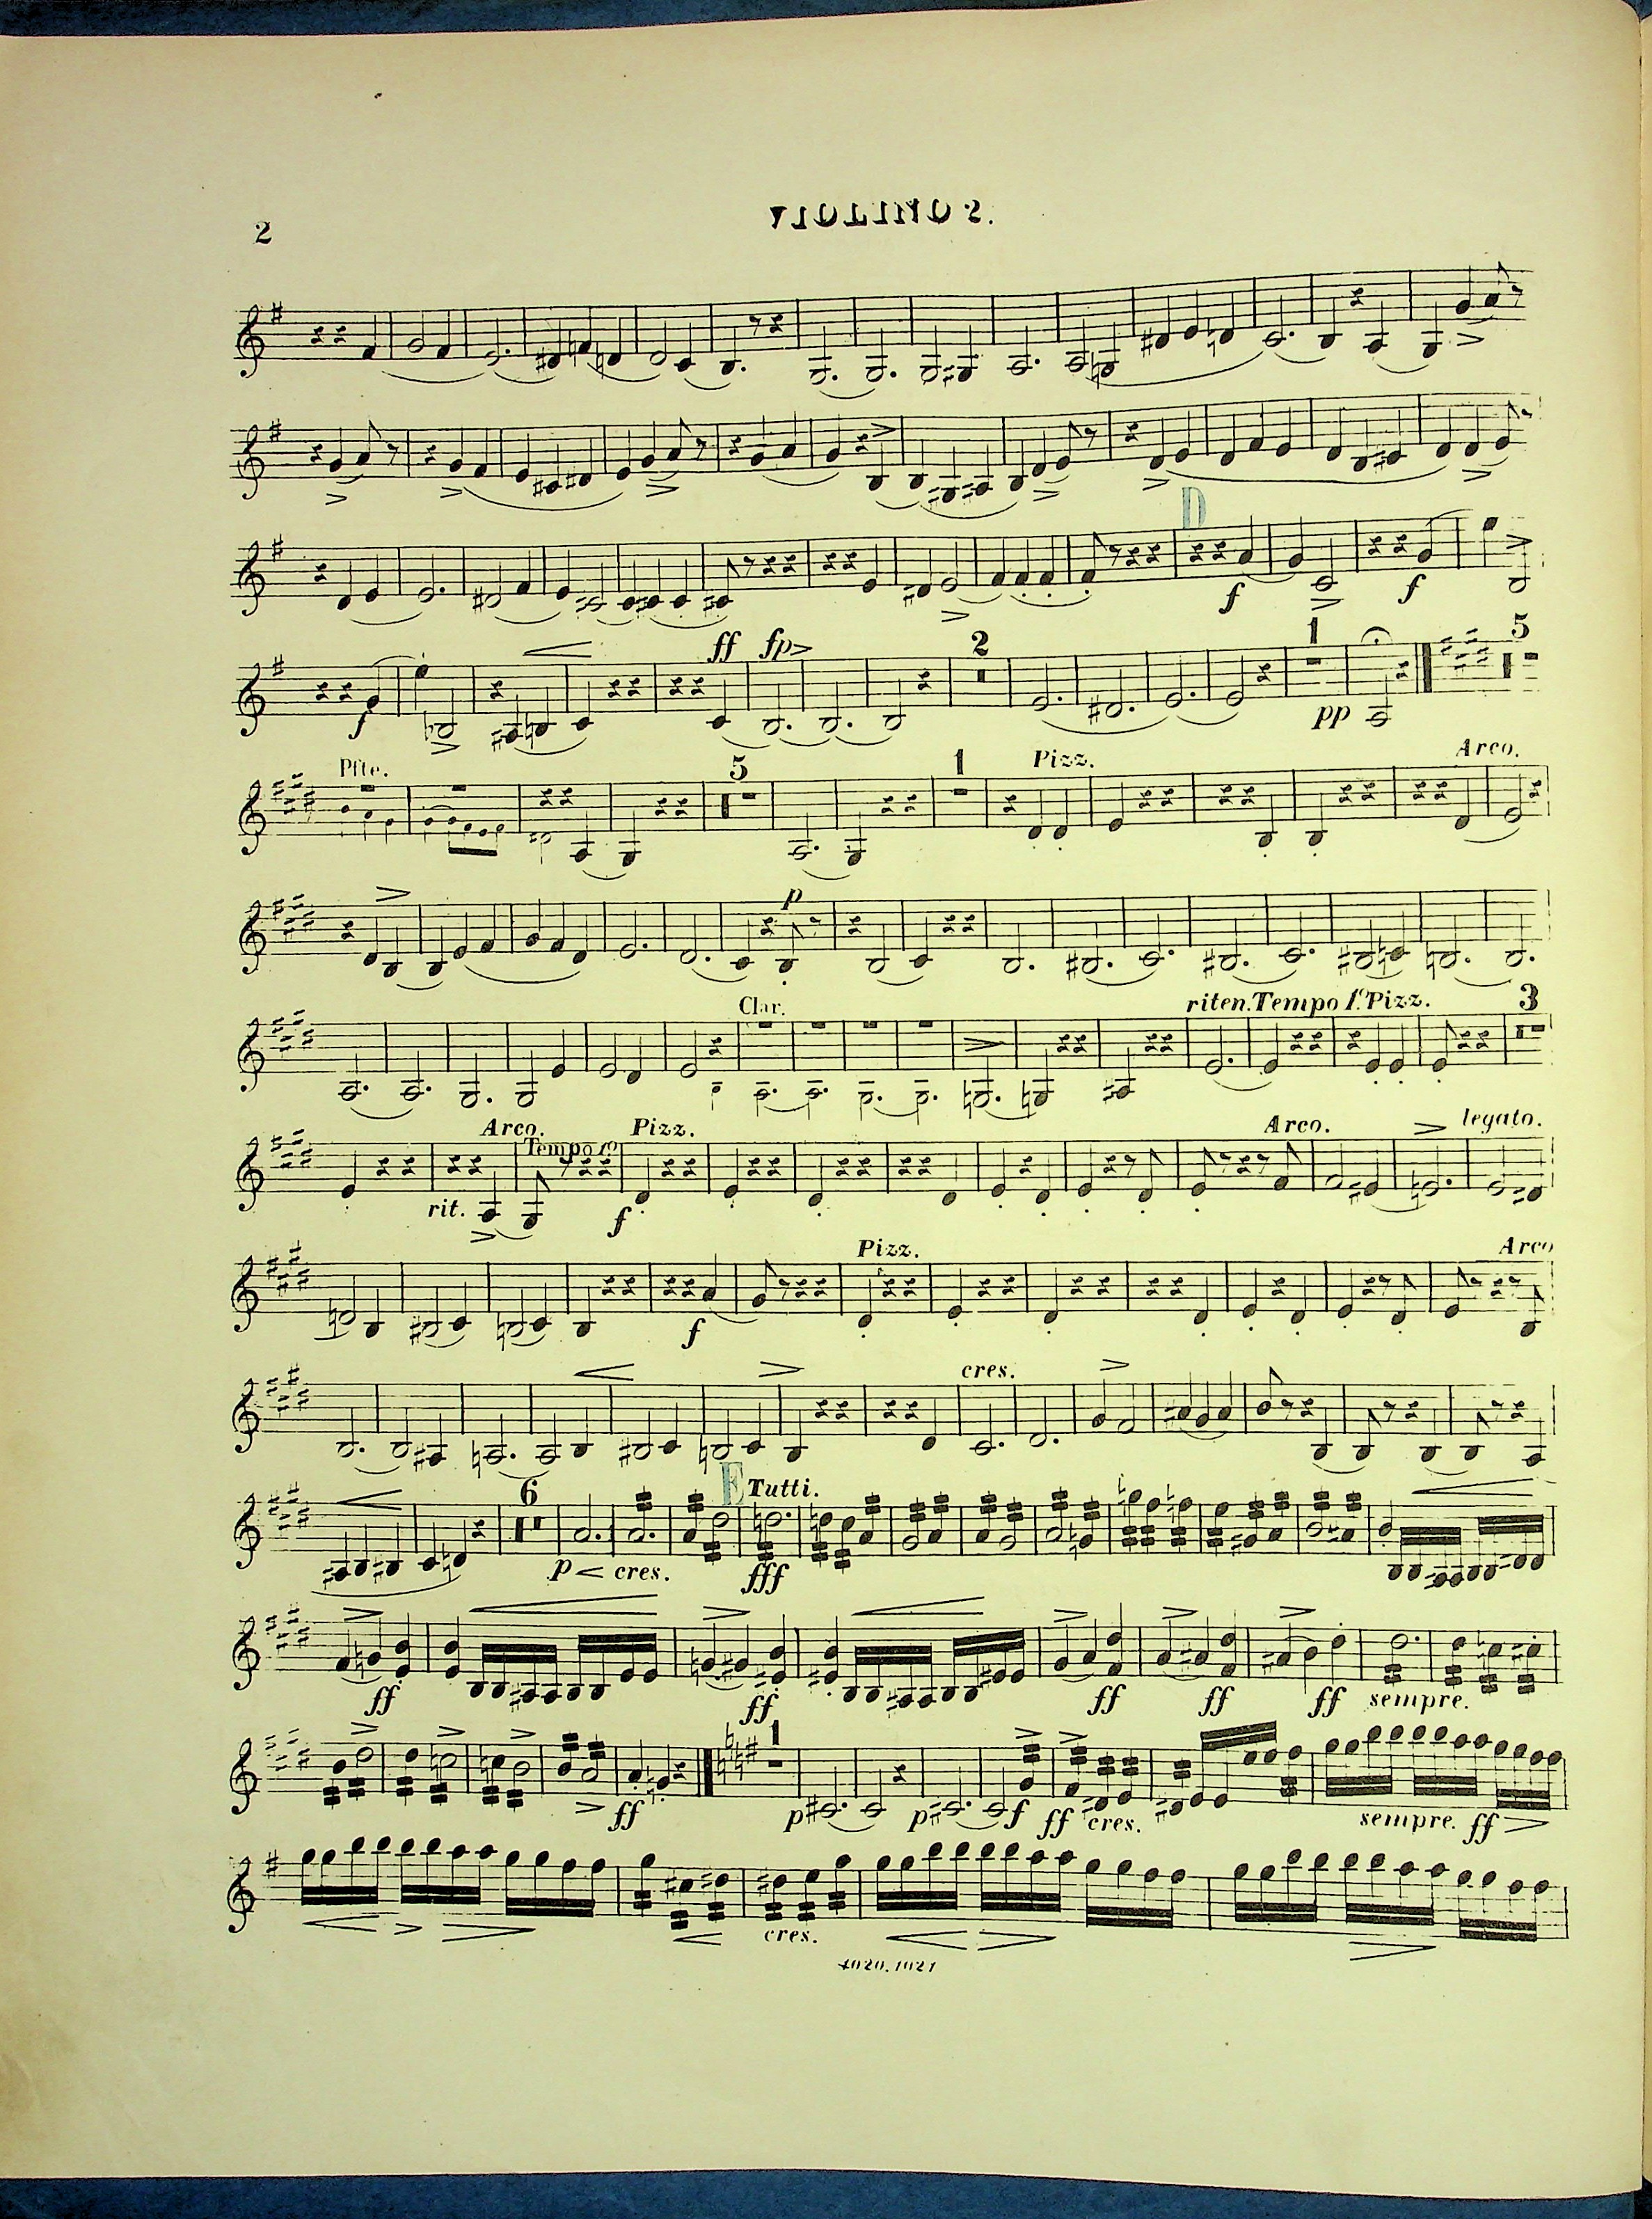 2
VIOLINO 2.
D
f f
ff fp 2 1 5
f pp
Pfte. 5 1 Pizz. Arco.
p
Clar. riten. Tempo 1º Pizz. 3
Arco. Tempo 1º Pizz. Arco. legato.
rit. f
Pizz. Arco
f
cres.
6 E Tutti.
p cres. fff
ff ff ff ff ff sempre.
1
ff p p f ff cres. sempre. ff
cres.